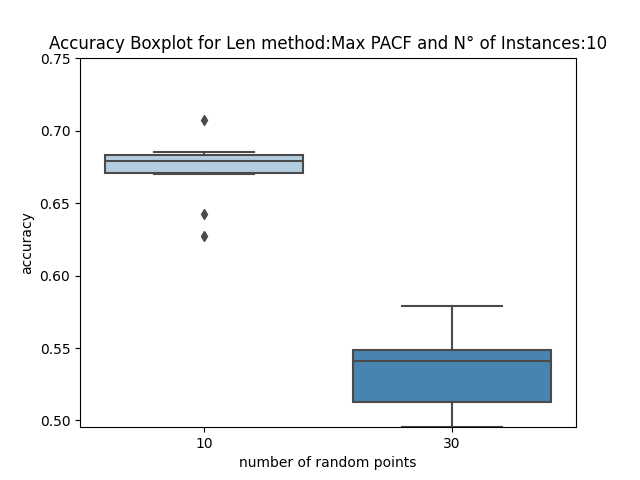 Accuracy Boxplot for Len method:Max PACF and N° of Instances:10
0.75
0.70
0.65
0.60
0.55
0.50
accuracy
10
30
number of random points